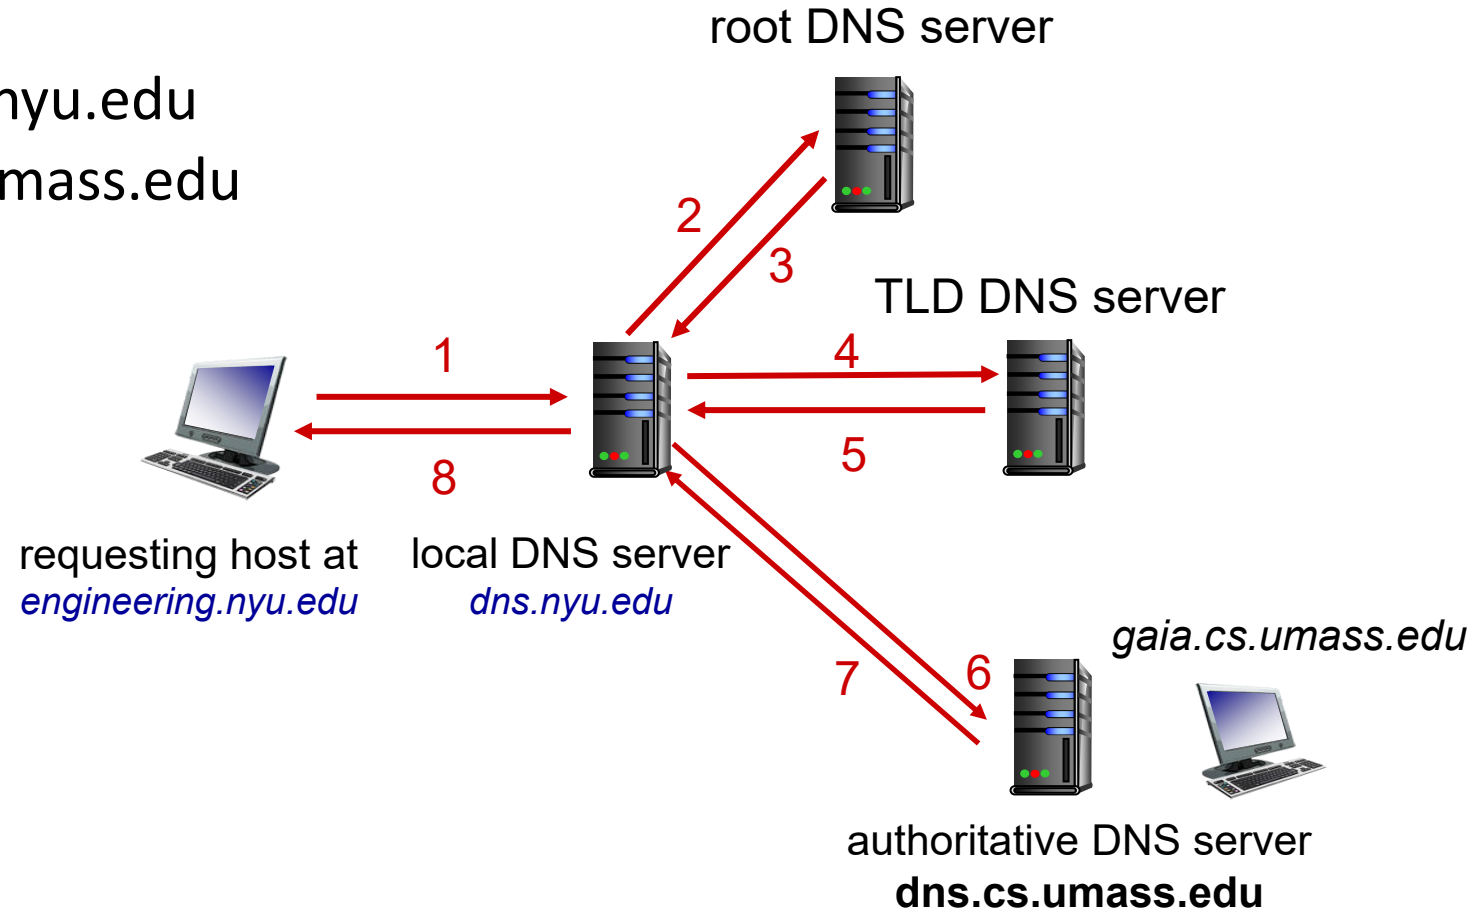 root DNS server
nyu.edu
mass.edu
2
3
TLD DNS server
1
4
8
5
requesting host at
engineering.nyu.edu
local DNS server
dns.nyu.edu
gaia.cs.umass.edu
7
6
authoritative DNS server
dns.cs.umass.edu